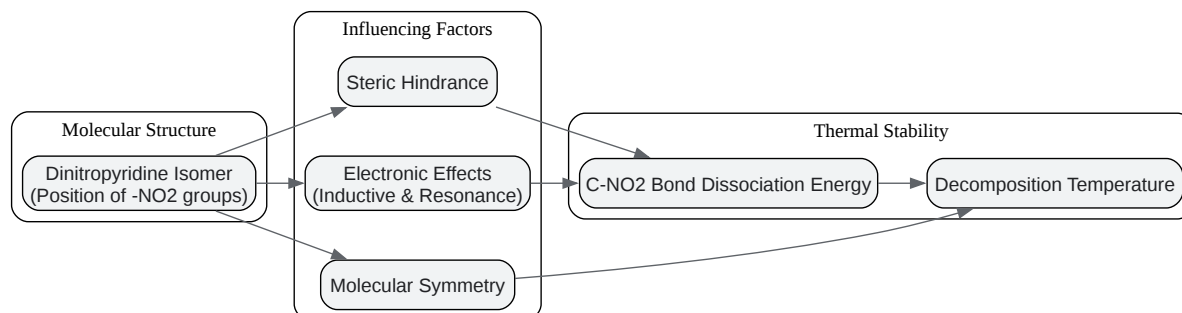 Influencing Factors
Steric Hindrance
Molecular Structure
Thermal Stability
Dinitropyridine Isomer
(Position of -NO2 groups)
Electronic Effects
(Inductive & Resonance)
C-NO2 Bond Dissociation Energy
Decomposition Temperature
Molecular Symmetry